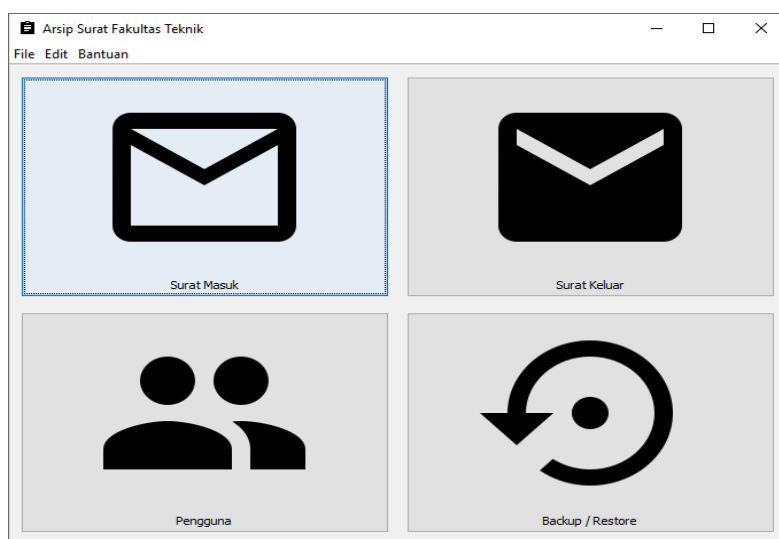 Arsip Surat Fakultas Teknik
File Edit Bantuan
Surat Masuk
Surat Keluar
Pengguna
Backup / Restore